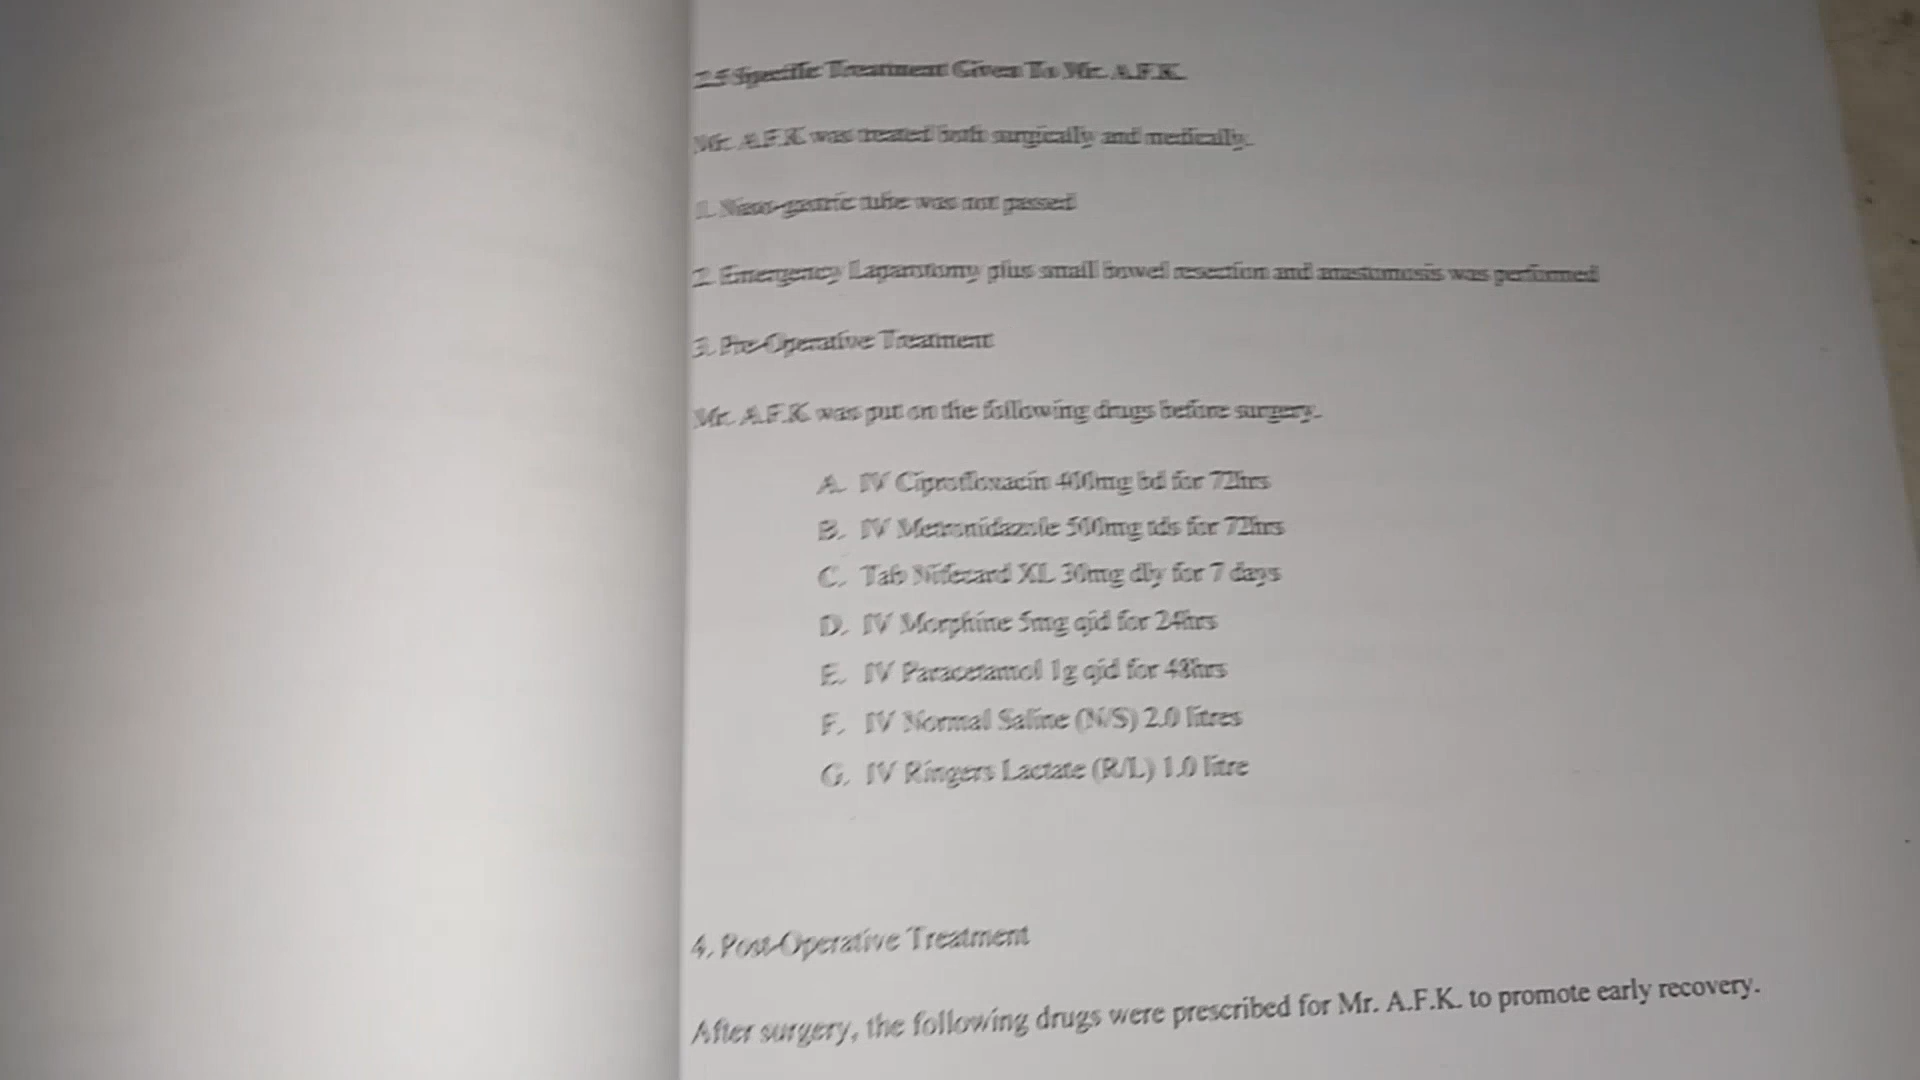 2.5 Specific Treatment Given To Mr. A.F.K.
Mr. A.F.K was treated both surgically and medically.
1. Naso-gastric tube was not passed
2. Emergency Laparotomy plus small bowel resection and anastomosis was performed
3. Pre-Operative Treatment
Mr. A.F.K was put on the following drugs before surgery.
A. IV Ciprofloxacin 400mg bd for 72hrs
B. IV Metronidazole 500mg tds for 72hrs
C. Tab Nifecard XL 30mg dly for 7 days
D. IV Morphine 5mg qid for 24hrs
E. IV Paracetamol 1g qid for 48hrs
F. IV Normal Saline (N/S) 2.0 litres
G. IV Ringers Lactate (R/L) 1.0 litre
4. Post-Operative Treatment
After surgery, the following drugs were prescribed for Mr. A.F.K. to promote early recovery.